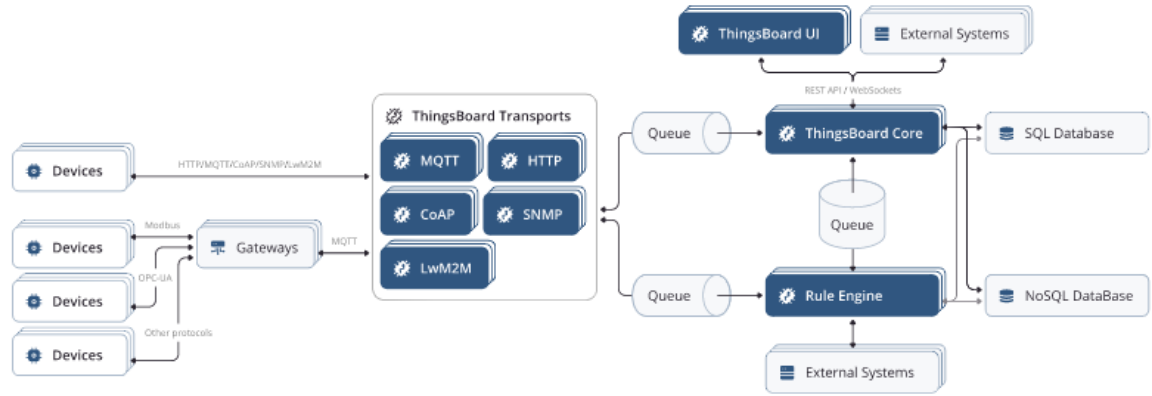 ThingsBoard UI
External Systems
REST API / WebSockets
ThingsBoard Transports
Queue
ThingsBoard Core
SQL Database
MQTT
HTTP
HTTP/MQTT/CoAP/SNMP/LwM2M
Devices
CoAP
SNMP
Queue
Modbus
Devices
Gateways
MQTT
LwM2M
OPC-UA
Devices
Queue
Rule Engine
NoSQL DataBase
Other protocols
Devices
External Systems